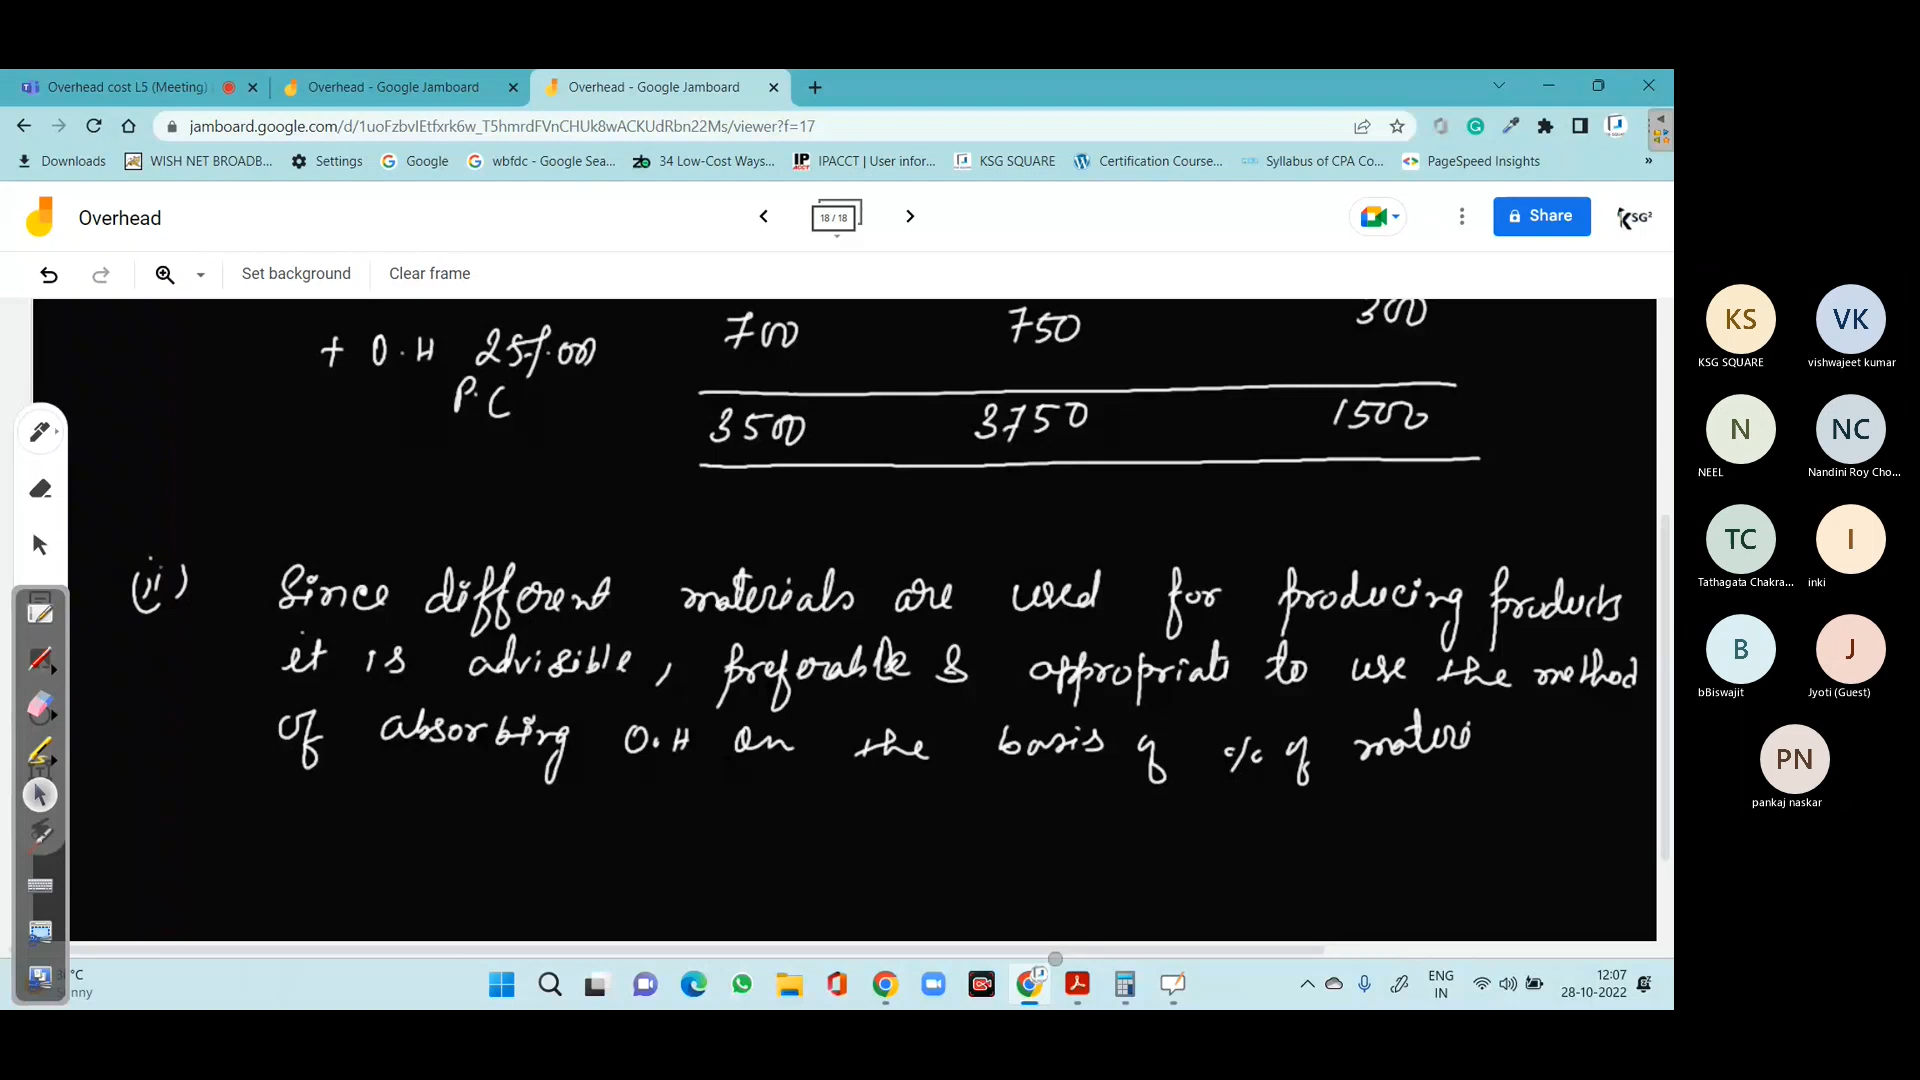 Overhead cost L5 (Meeting)
Overhead - Google Jamboard
Overhead - Google Jamboard
jamboard.google.com/d/1uoFzbvIEtfxrk6w_T5hmrdFVnCHUk8wACKUdRbn22Ms/viewer?f=17
Downloads
WISH NET BROADB...
Settings
Google
wbfdc - Google Sea...
34 Low-Cost Ways...
IPACCT | User infor...
KSG SQUARE
Certification Course...
Syllabus of CPA Co...
PageSpeed Insights
»
Overhead
18 / 18
Share
KSG²
Set background
Clear frame
700 750 300
+ O.H 25% on
P.C
3500 3750 1500
(ii) Since different materials are used for producing products
it is advisible, preferable & appropriate to use the method
of absorbing O.H on the basis of % of materi
KS
KSG SQUARE
VK
vishwajeet kumar
N
NEEL
NC
Nandini Roy Cho...
TC
Tathagata Chakra...
I
inki
B
bBiswajit
J
Jyoti (Guest)
PN
pankaj naskar
ENG
IN
12:07
28-10-2022